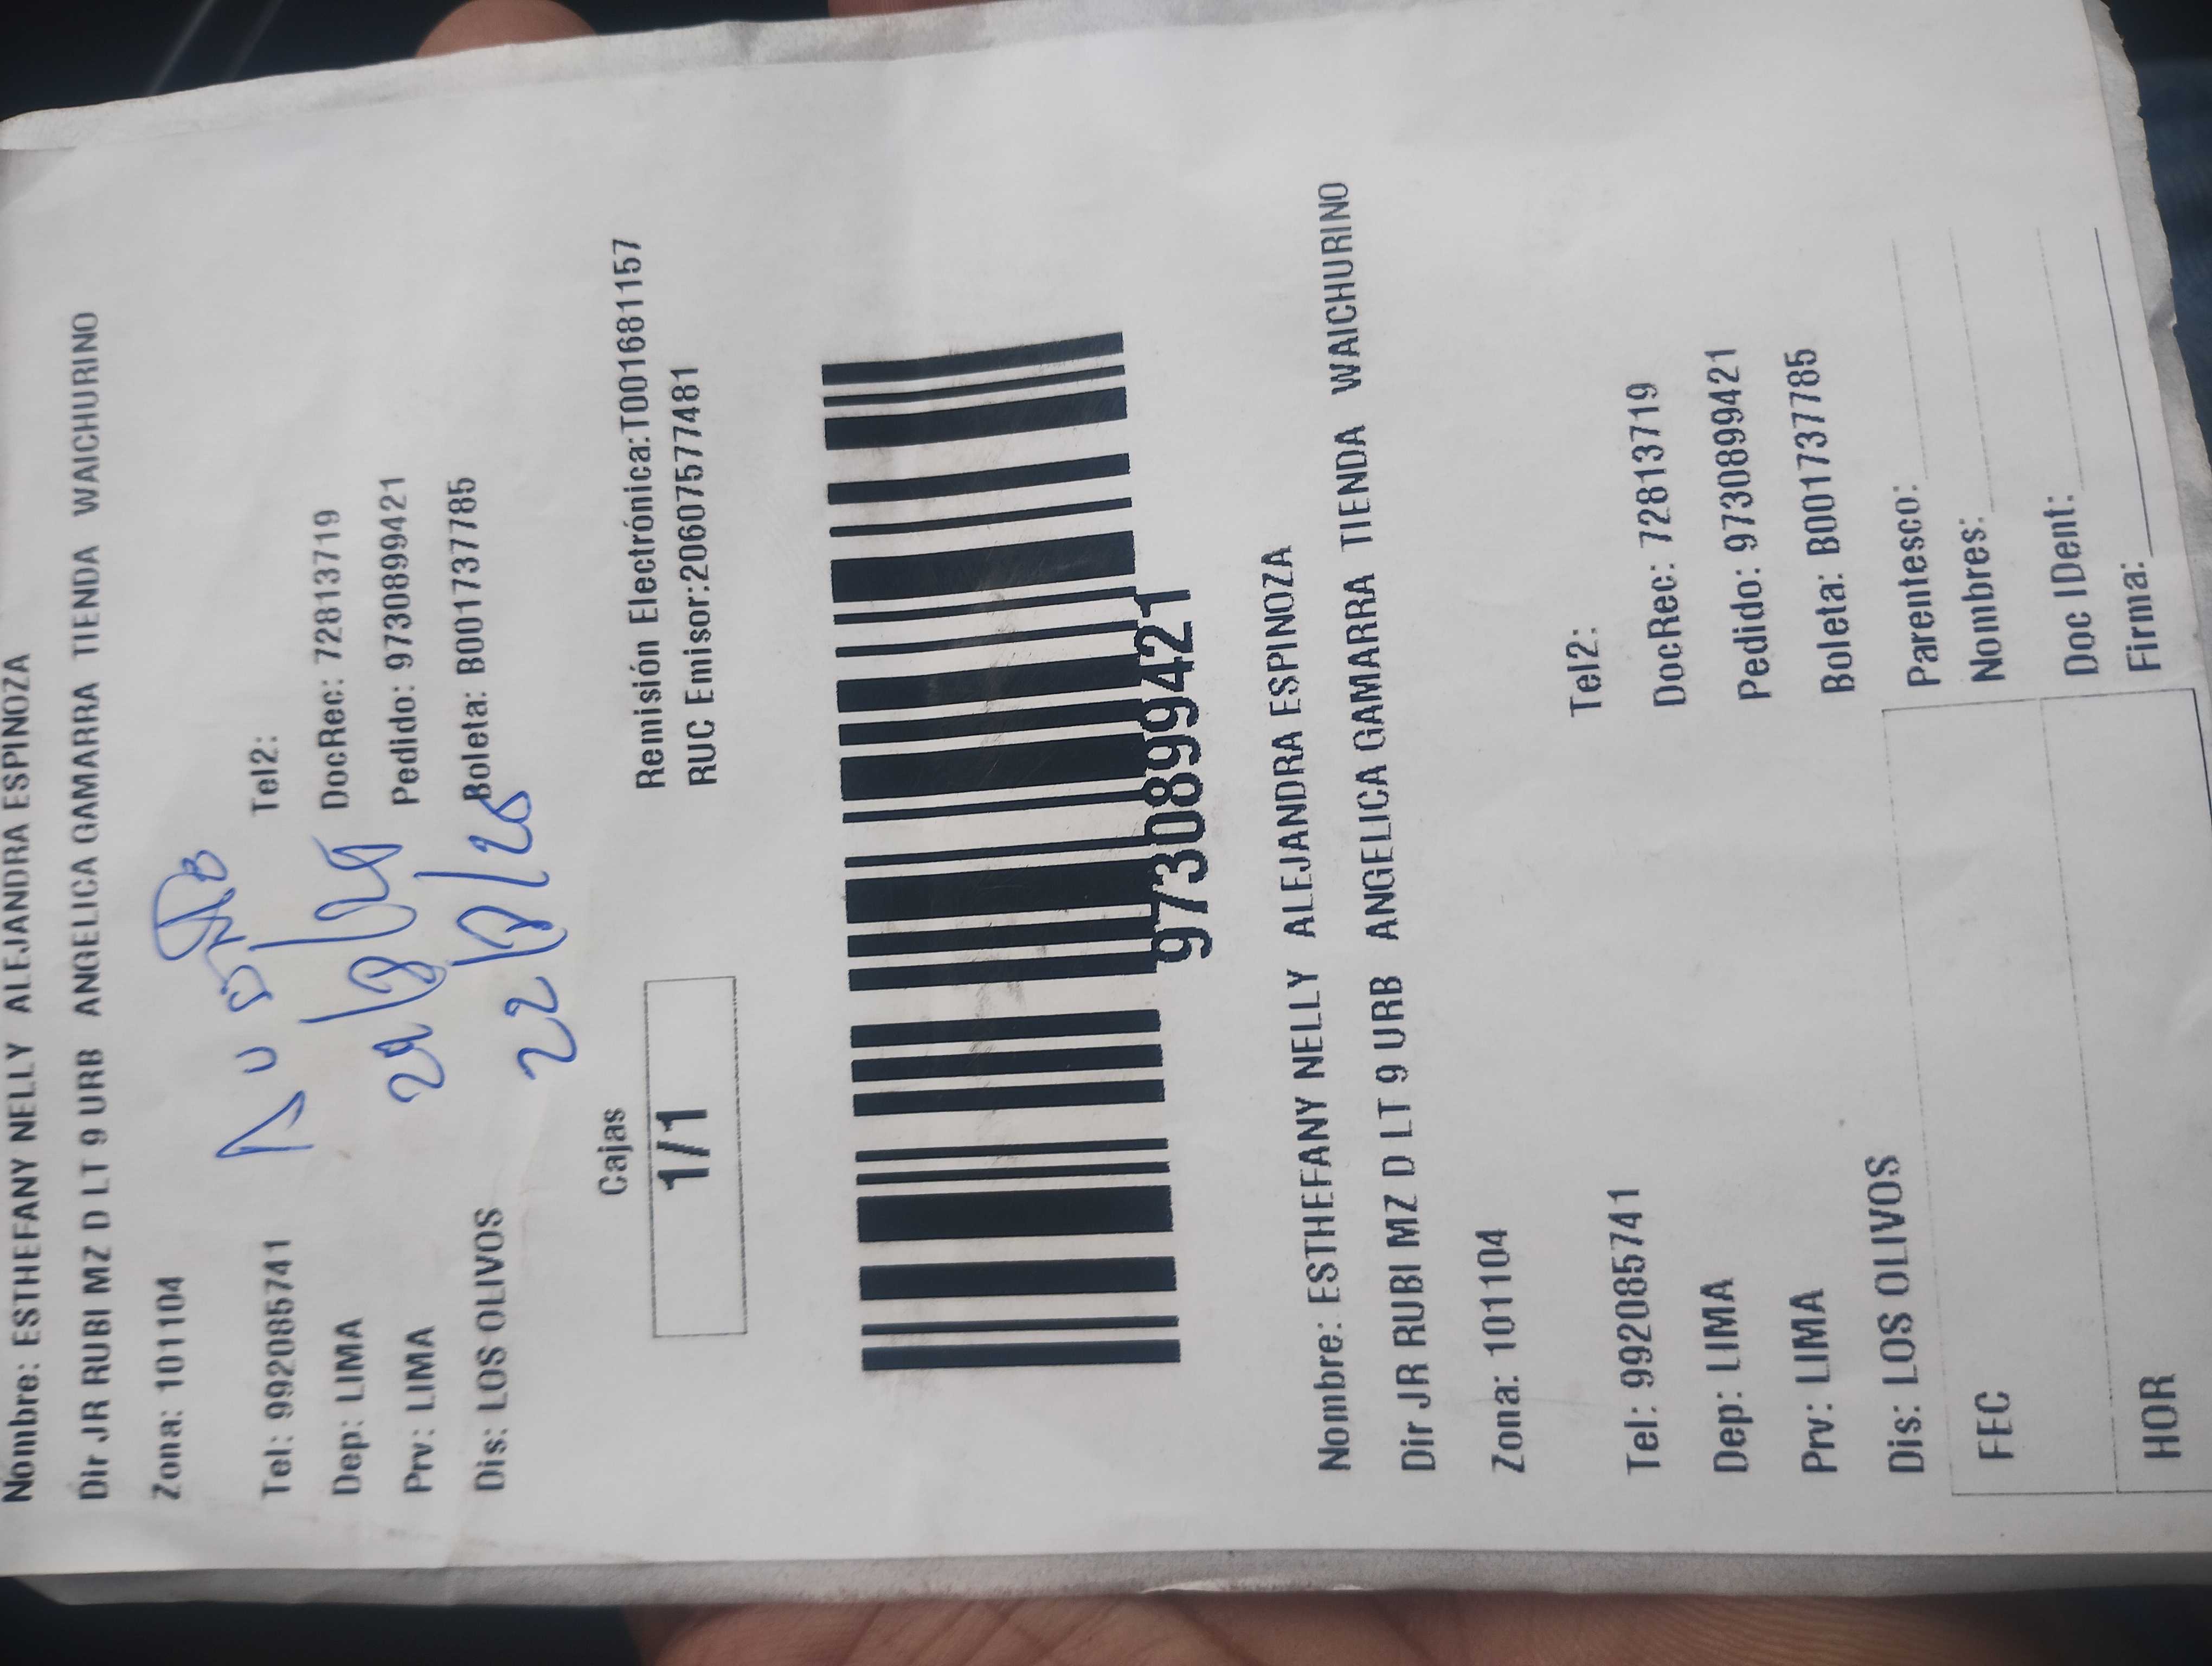 Nombre: ESTHEFANY NELLY ALEJANDRA ESPINOZA
Dir JR RUBI MZ D LT 9 URB ANGELICA GAMARRA TIENDA WAICHURINO
Zona: 101104
Tel: 992085741 Tel2:
Dep: LIMA DocRec: 72813719
Prv: LIMA Pedido: 9730899421
Dis: LOS OLIVOS Boleta: B001737785
Cajas
1/1
Remisión Electrónica:T001681157
RUC Emisor:20607577481
9730899421
Nombre: ESTHEFANY NELLY ALEJANDRA ESPINOZA
Dir JR RUBI MZ D LT 9 URB ANGELICA GAMARRA TIENDA WAICHURINO
Zona: 101104
Tel: 992085741 Tel2:
Dep: LIMA DocRec: 72813719
Prv: LIMA Pedido: 9730899421
Dis: LOS OLIVOS Boleta: B001737785
FEC
HOR
Parentesco:
Nombres:
Doc IDent:
Firma: